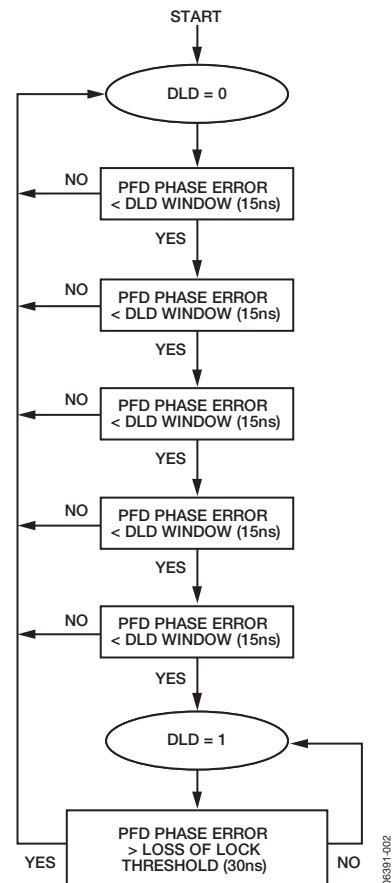 START
DLD = 0
NO
PFD PHASE ERROR
< DLD WINDOW (15ns)
YES
NO
PFD PHASE ERROR
< DLD WINDOW (15ns)
YES
NO
PFD PHASE ERROR
< DLD WINDOW (15ns)
YES
NO
PFD PHASE ERROR
< DLD WINDOW (15ns)
YES
NO
PFD PHASE ERROR
< DLD WINDOW (15ns)
YES
DLD = 1
PFD PHASE ERROR
> LOSS OF LOCK
THRESHOLD (30ns)
YES
NO
06391-002